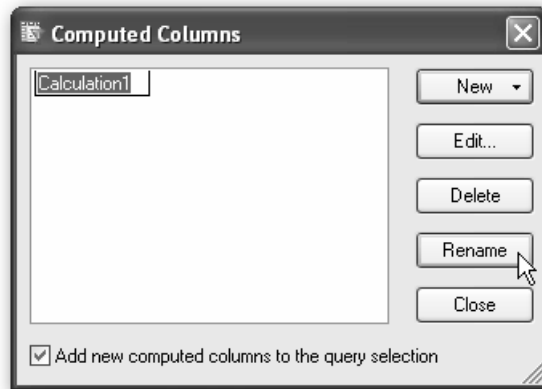 Computed Columns
Calculation1
New
Edit...
Delete
Rename
Close
Add new computed columns to the query selection